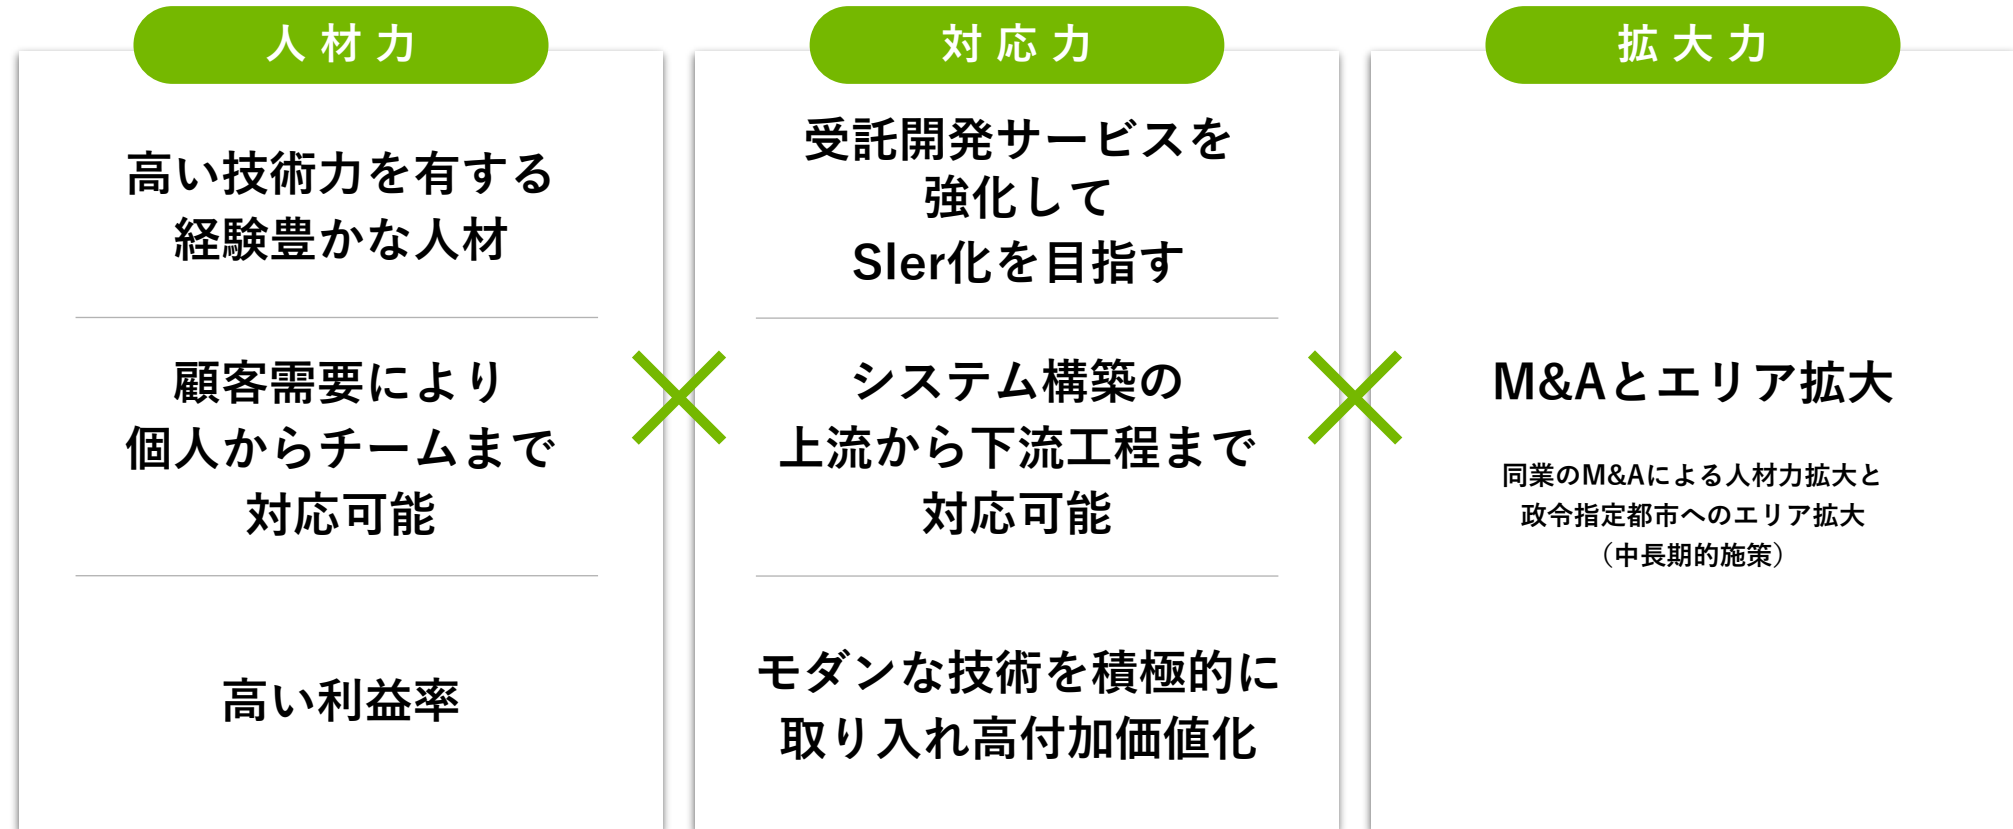 人材力
高い技術力を有する
経験豊かな人材
顧客需要により
個人からチームまで
対応可能
高い利益率
対応力
受託開発サービスを
強化して
SIer化を目指す
システム構築の
上流から下流工程まで
対応可能
モダンな技術を積極的に
取り入れ高付加価値化
拡大力
M&Aとエリア拡大
同業のM&Aによる人材力拡大と
政令指定都市へのエリア拡大
（中長期的施策）